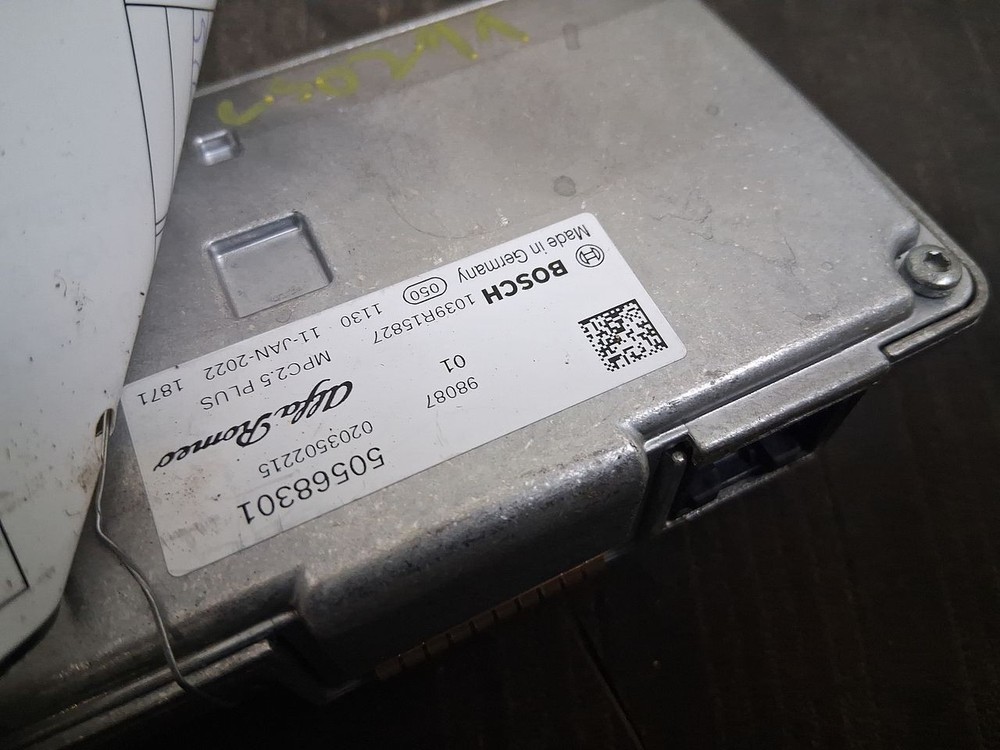 BOSCH
Made in Germany
050
1039R15827
1130 11-JAN-2022 1871
MPC2.5 PLUS
98087
01
Alfa Romeo
0203502215
50568301